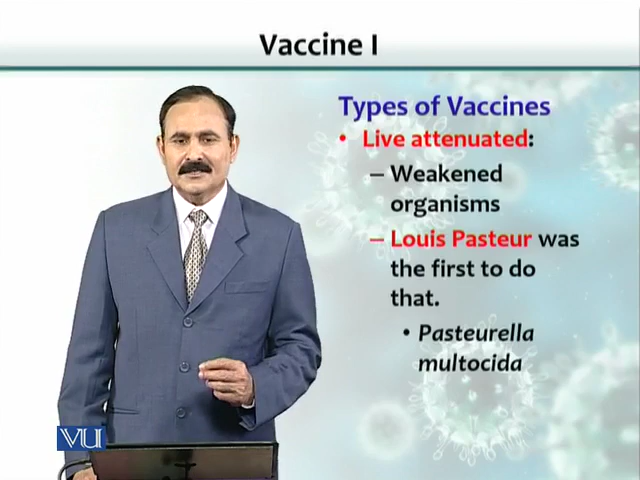 Vaccine I
Types of Vaccines
• Live attenuated:
– Weakened
organisms
– Louis Pasteur was
the first to do
that.
• Pasteurella
multocida
VU